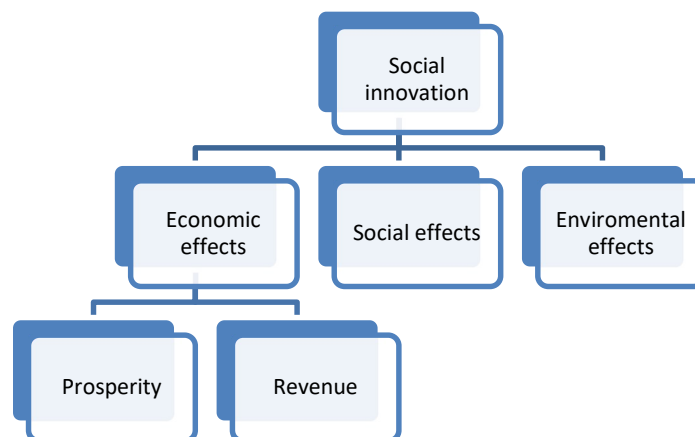 Social
innovation
Economic
effects
Social effects
Enviromental
effects
Prosperity
Revenue